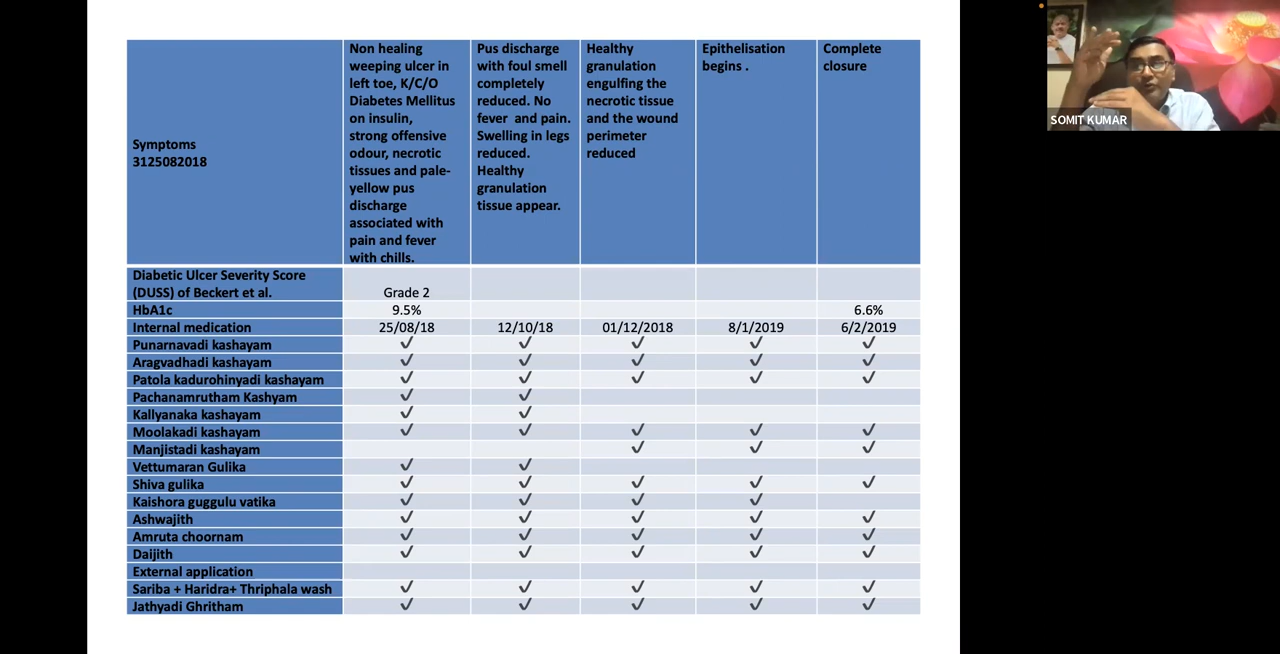 Symptoms
3125082018
Non healing
weeping ulcer in
left toe, K/C/O
Diabetes Mellitus
on insulin,
strong offensive
odour, necrotic
tissues and pale-
yellow pus
discharge
associated with
pain and fever
with chills.
Pus discharge
with foul smell
completely
reduced. No
fever and pain.
Swelling in legs
reduced.
Healthy
granulation
tissue appear.
Healthy
granulation
engulfing the
necrotic tissue
and the wound
perimeter
reduced
Epithelisation
begins .
Complete
closure
Diabetic Ulcer Severity Score
(DUSS) of Beckert et al. Grade 2
HbA1c 9.5% 6.6%
Internal medication 25/08/18 12/10/18 01/12/2018 8/1/2019 6/2/2019
Punarnavadi kashayam ✓ ✓ ✓ ✓ ✓
Aragvadhadi kashayam ✓ ✓ ✓ ✓ ✓
Patola kadurohinyadi kashayam ✓ ✓ ✓ ✓ ✓
Pachanamrutham Kashyam ✓ ✓
Kallyanaka kashayam ✓ ✓
Moolakadi kashayam ✓ ✓ ✓ ✓ ✓
Manjistadi kashayam ✓ ✓ ✓
Vettumaran Gulika ✓ ✓
Shiva gulika ✓ ✓ ✓ ✓ ✓
Kaishora guggulu vatika ✓ ✓ ✓ ✓
Ashwajith ✓ ✓ ✓ ✓ ✓
Amruta choornam ✓ ✓ ✓ ✓ ✓
Daijith ✓ ✓ ✓ ✓ ✓
External application
Sariba + Haridra+ Thriphala wash ✓ ✓ ✓ ✓ ✓
Jathyadi Ghritham ✓ ✓ ✓ ✓ ✓
SOMIT KUMAR